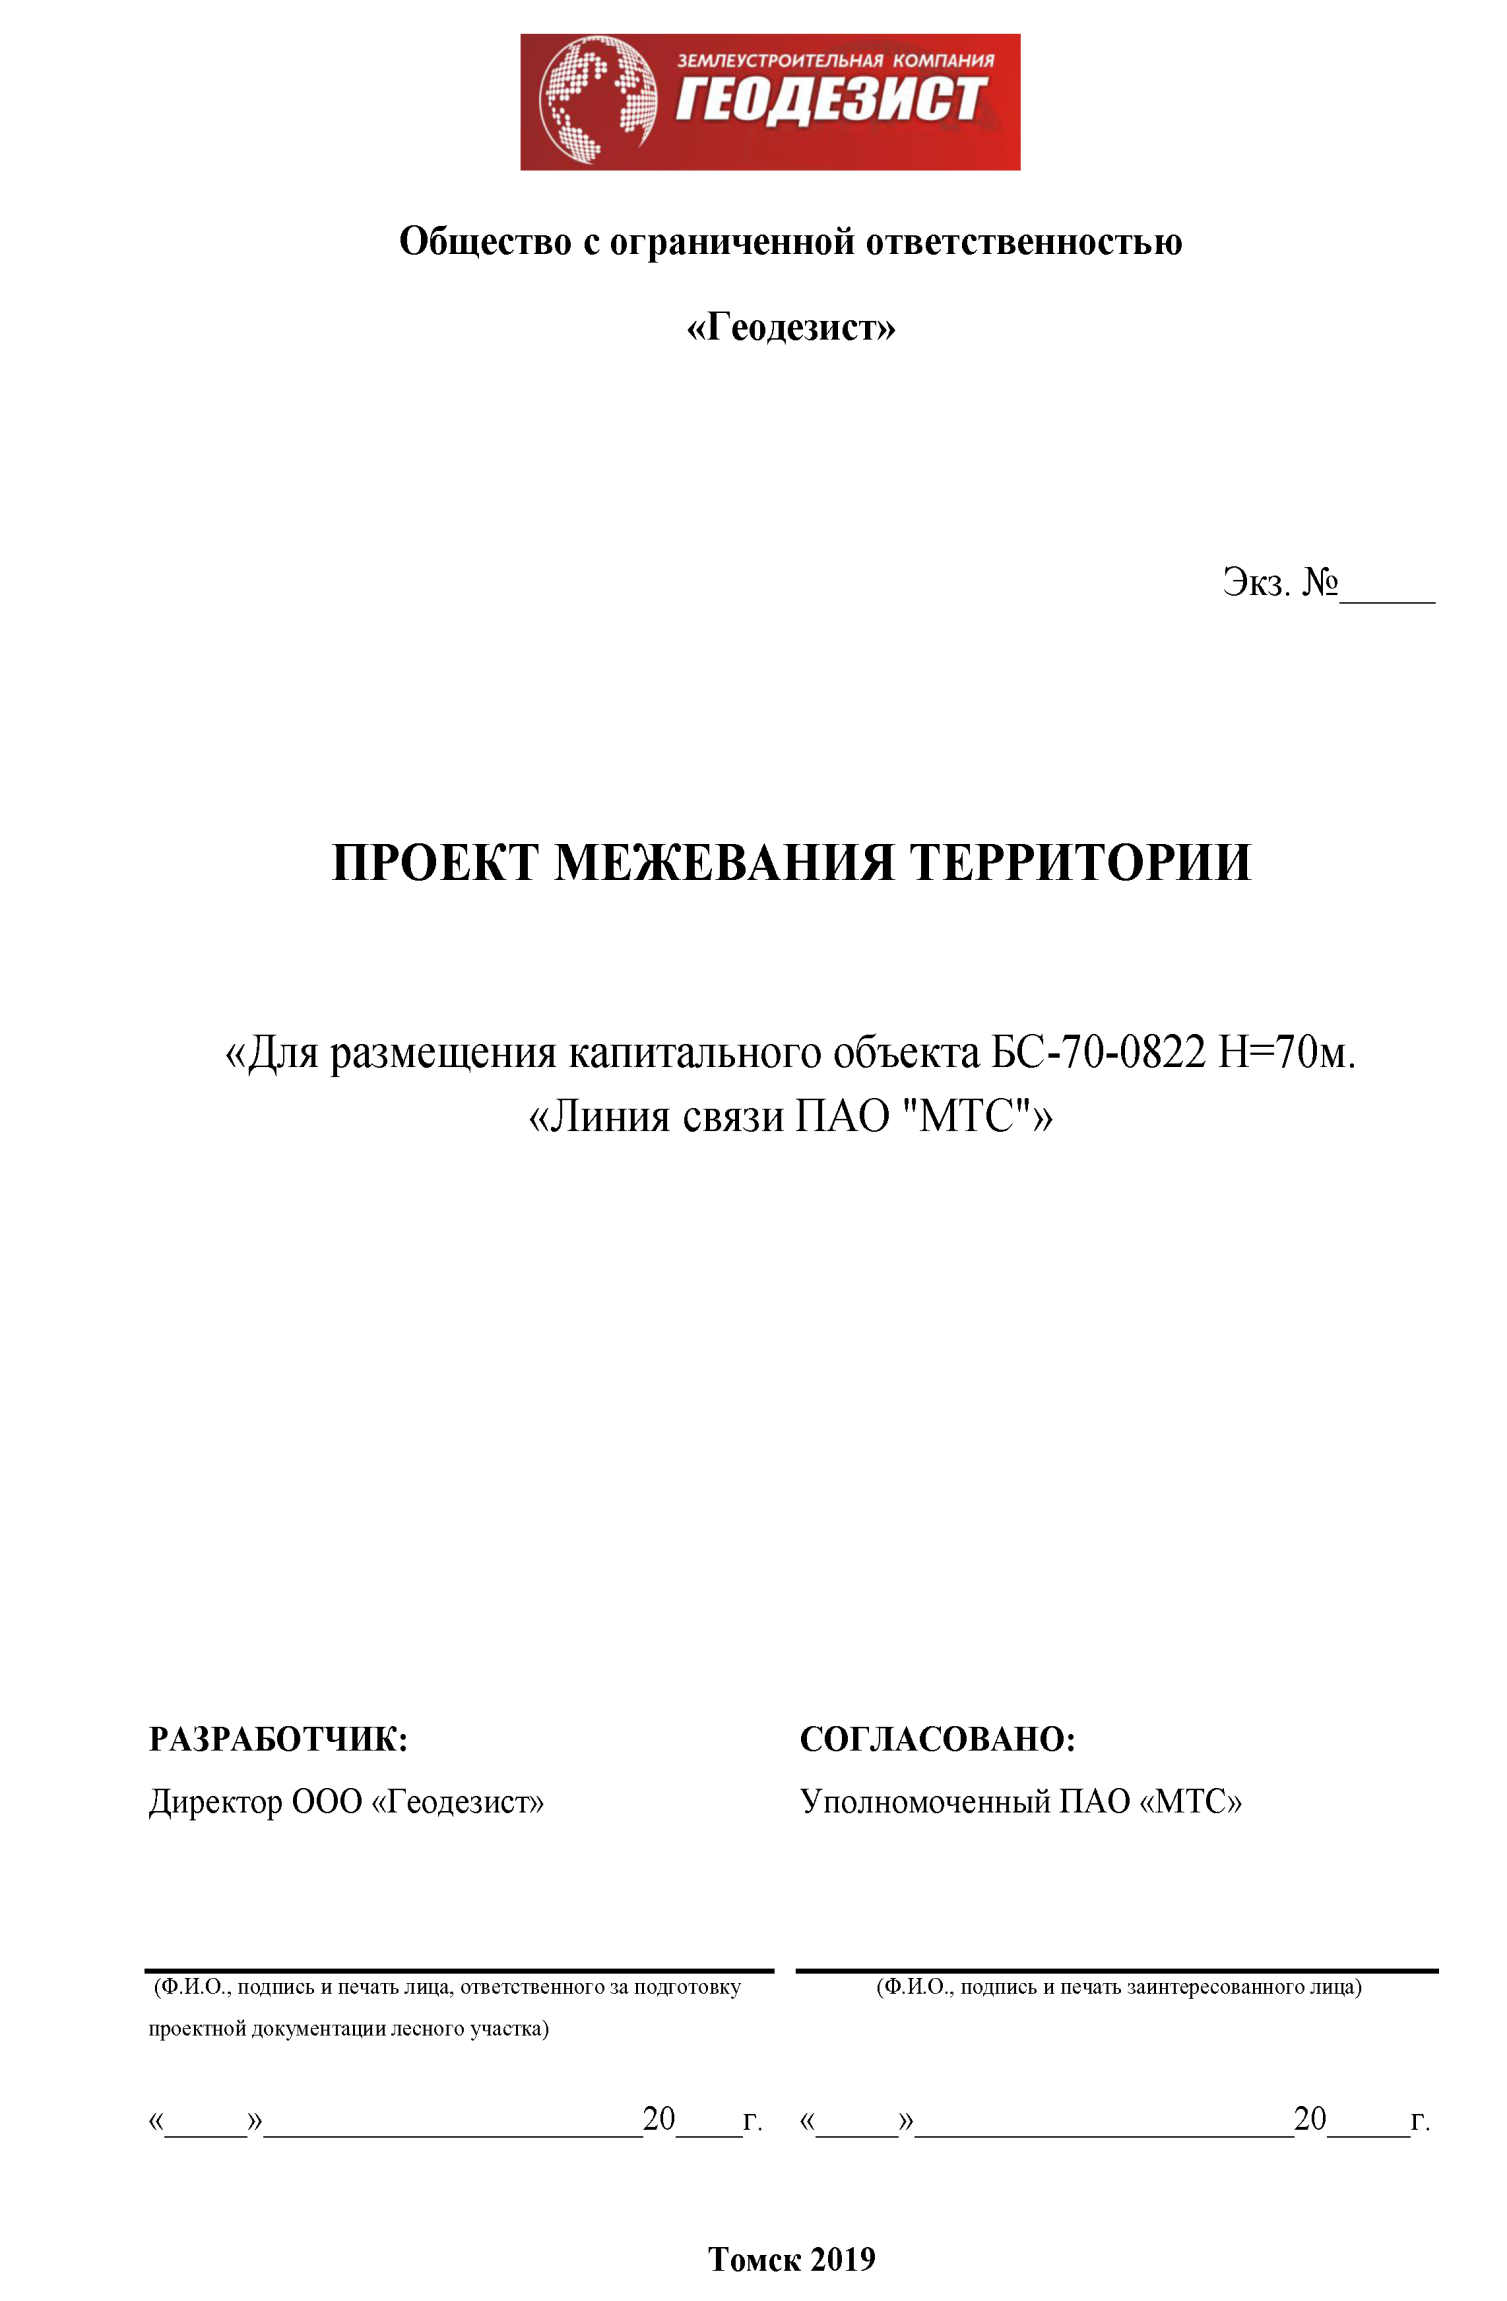 ЗЕМЛЕУСТРОИТЕЛЬНАЯ КОМПАНИЯ
ГЕОДЕЗИСТ
Общество с ограниченной ответственностью
«Геодезист»
Экз. №_____
ПРОЕКТ МЕЖЕВАНИЯ ТЕРРИТОРИИ
«Для размещения капитального объекта БС-70-0822 Н=70м.
«Линия связи ПАО "МТС"»
РАЗРАБОТЧИК:
Директор ООО «Геодезист»
(Ф.И.О., подпись и печать лица, ответственного за подготовку
проектной документации лесного участка)
«_____»_______________________20____г.
СОГЛАСОВАНО:
Уполномоченный ПАО «МТС»
(Ф.И.О., подпись и печать заинтересованного лица)
«_____»_______________________20_____г.
Томск 2019